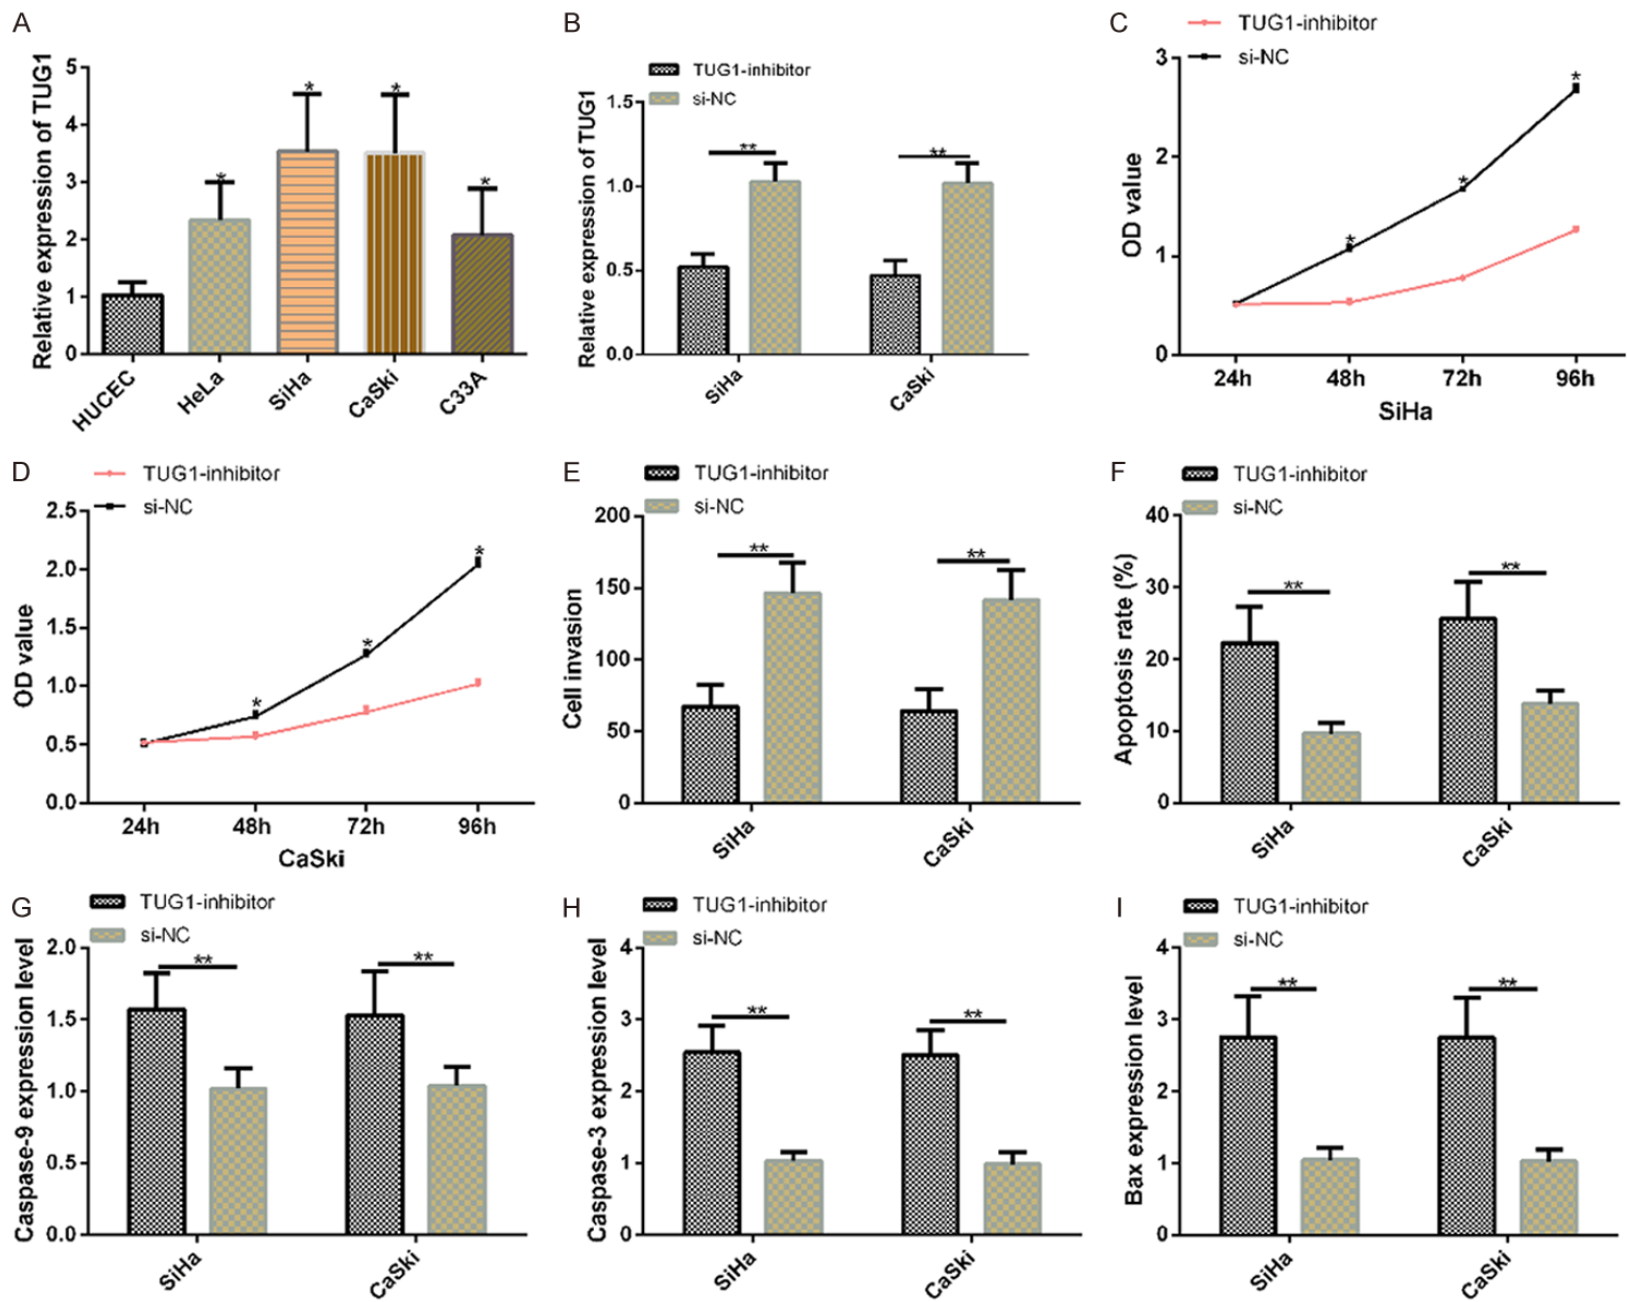 A
Relative expression of TUG1
5
4
3
2
1
0
*
*
*
*
HUCEC
HeLa
SiHa
CaSki
C33A
B
TUG1-inhibitor
si-NC
Relative expression of TUG1
1.5
1.0
0.5
0.0
**
**
SiHa
CaSki
C
TUG1-inhibitor
si-NC
OD value
3
2
1
0
*
*
*
24h 48h 72h 96h
SiHa
D
TUG1-inhibitor
si-NC
OD value
2.5
2.0
1.5
1.0
0.5
0.0
*
*
*
24h 48h 72h 96h
CaSki
E
TUG1-inhibitor
si-NC
Cell invasion
200
150
100
50
0
**
**
SiHa
CaSki
F
TUG1-inhibitor
si-NC
Apoptosis rate (%)
40
30
20
10
0
**
**
SiHa
CaSki
G
TUG1-inhibitor
si-NC
Caspase-9 expression level
2.0
1.5
1.0
0.5
0.0
**
**
SiHa
CaSki
H
TUG1-inhibitor
si-NC
Caspase-3 expression level
4
3
2
1
0
**
**
SiHa
CaSki
I
TUG1-inhibitor
si-NC
Bax expression level
4
3
2
1
0
**
**
SiHa
CaSki